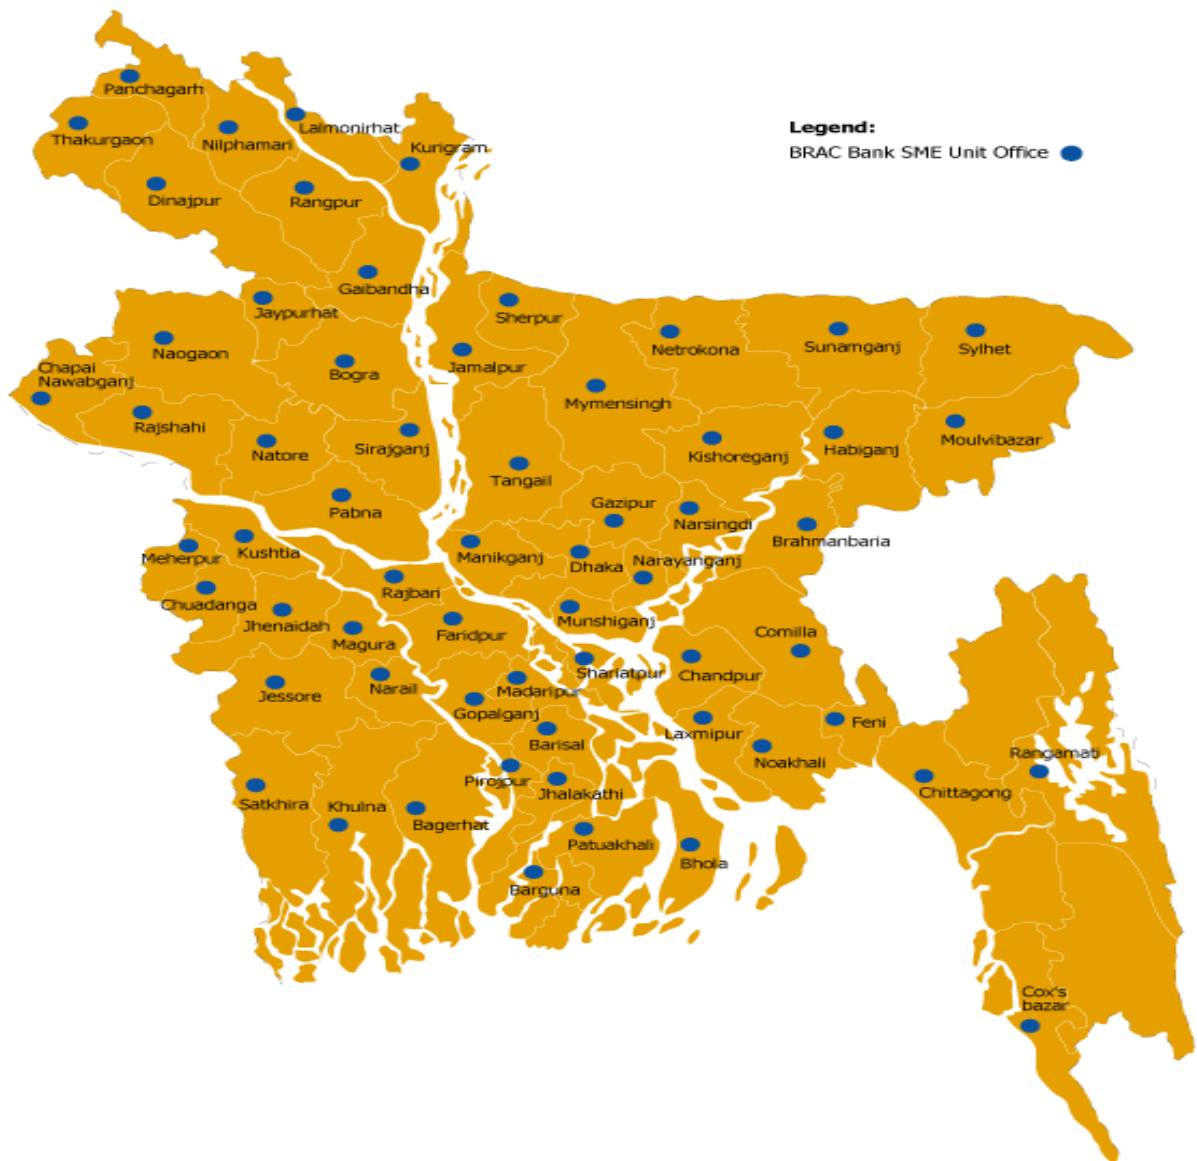 Panchagarh
Legend:
BRAC Bank SME Unit Office
Lalmonirhat
Thakurgaon
Nilphamari
Kurigram
Dinajpur
Rangpur
Gaibandha
Jaypurhat
Sherpur
Naogaon
Netrokona
Sunamganj
Sylhet
Chapai
Nawabganj
Bogra
Jamalpur
Mymensingh
Rajshahi
Natore
Sirajganj
Kishoreganj
Habiganj
Moulvibazar
Tangail
Pabna
Gazipur
Narsingdi
Brahmanbaria
Meherpur
Kushtia
Manikganj
Dhaka
Narayanganj
Rajbari
Chuadanga
Jhenaidah
Magura
Faridpur
Munshiganj
Comilla
Shariatpur
Chandpur
Jessore
Narail
Madaripur
Gopalganj
Laxmipur
Feni
Barisal
Noakhali
Rangamati
Pirojpur
Jhalakathi
Chittagong
Satkhira
Khulna
Bagerhat
Patuakhali
Bhola
Barguna
Cox's
bazar